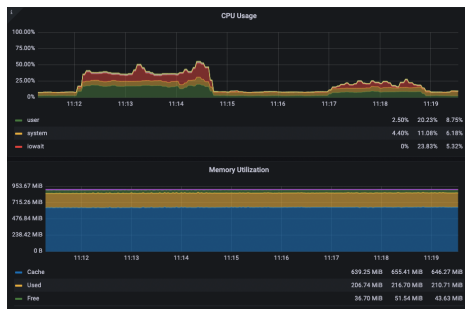 CPU Usage
100.00%
75.00%
50.00%
25.00%
0%
11:12 11:13 11:14 11:15 11:16 11:17 11:18 11:19
user 2.50% 20.23% 8.75%
system 4.40% 11.08% 6.18%
iowait 0% 23.83% 5.32%
Memory Utilization
953.67 MiB
715.26 MiB
476.84 MiB
238.42 MiB
0 B
11:12 11:13 11:14 11:15 11:16 11:17 11:18 11:19
Cache 639.25 MiB 655.41 MiB 646.27 MiB
Used 206.74 MiB 216.70 MiB 210.71 MiB
Free 36.70 MiB 51.54 MiB 43.63 MiB